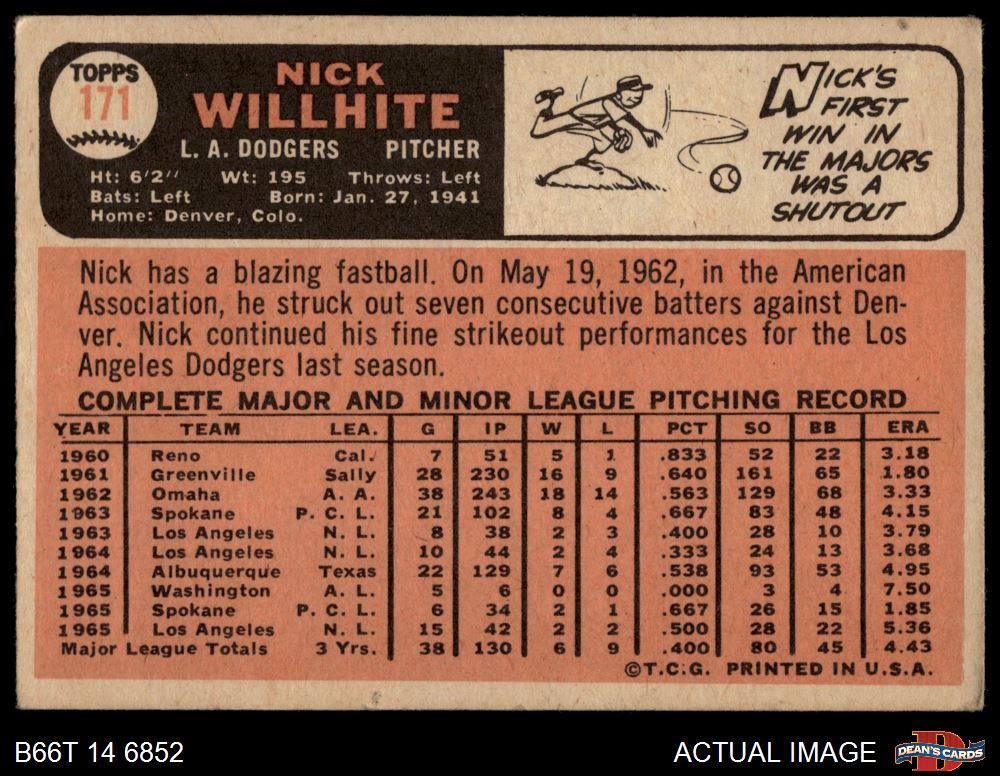 TOPPS
171
NICK
WILLHITE
L. A. DODGERS PITCHER
Ht: 6'2" Wt: 195 Throws: Left
Bats: Left Born: Jan. 27, 1941
Home: Denver, Colo.
NICK'S
FIRST
WIN IN
THE MAJORS
WAS A
SHUTOUT
Nick has a blazing fastball. On May 19, 1962, in the American
Association, he struck out seven consecutive batters against Den-
ver. Nick continued his fine strikeout performances for the Los
Angeles Dodgers last season.
COMPLETE MAJOR AND MINOR LEAGUE PITCHING RECORD
YEAR TEAM LEA. G IP W L PCT SO BB ERA
1960 Reno Cal. 7 51 5 1 .833 52 22 3.18
1961 Greenville Sally 28 230 16 9 .640 161 65 1.80
1962 Omaha A. A. 38 243 18 14 .563 129 68 3.33
1963 Spokane P. C. L. 21 102 8 4 .667 83 48 4.15
1963 Los Angeles N. L. 8 38 2 3 .400 28 10 3.79
1964 Los Angeles N. L. 10 44 2 4 .333 24 13 3.68
1964 Albuquerque Texas 22 129 7 6 .538 93 53 4.95
1965 Washington A. L. 5 6 0 0 .000 3 4 7.50
1965 Spokane P. C. L. 6 34 2 1 .667 26 15 1.85
1965 Los Angeles N. L. 15 42 2 2 .500 28 22 5.36
Major League Totals 3 Yrs. 38 130 6 9 .400 80 45 4.43
©T.C.G. PRINTED IN U.S.A.
B66T 14 6852
ACTUAL IMAGE
DEAN'S CARDS